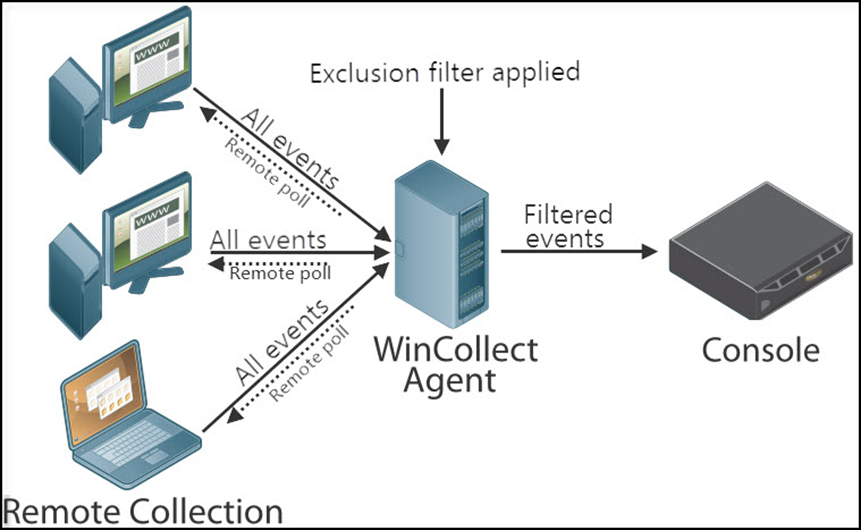 Exclusion filter applied
WWW
All events
Remote poll
WWW
All events
Remote poll
Filtered
events
All events
Remote poll
WinCollect
Agent
Console
Remote Collection